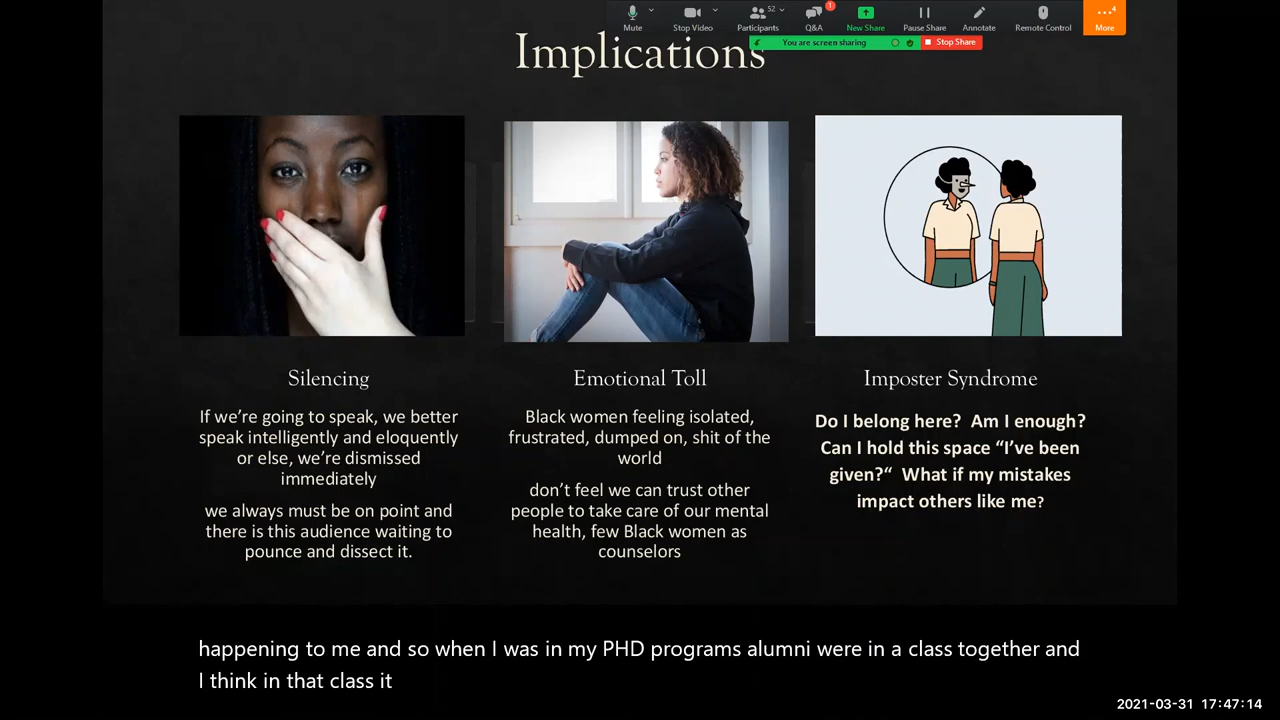 Mute
Stop Video
52
Participants
1
Q&A
New Share
Pause Share
Annotate
Remote Control
4
More
You are screen sharing
Stop Share
Implications
Silencing
If we’re going to speak, we better
speak intelligently and eloquently
or else, we’re dismissed
immediately
we always must be on point and
there is this audience waiting to
pounce and dissect it.
Emotional Toll
Black women feeling isolated,
frustrated, dumped on, shit of the
world
don’t feel we can trust other
people to take care of our mental
health, few Black women as
counselors
Imposter Syndrome
Do I belong here?  Am I enough?
Can I hold this space “I’ve been
given?“  What if my mistakes
impact others like me?
happening to me and so when I was in my PHD programs alumni were in a class together and
I think in that class it
2021-03-31 17:47:14